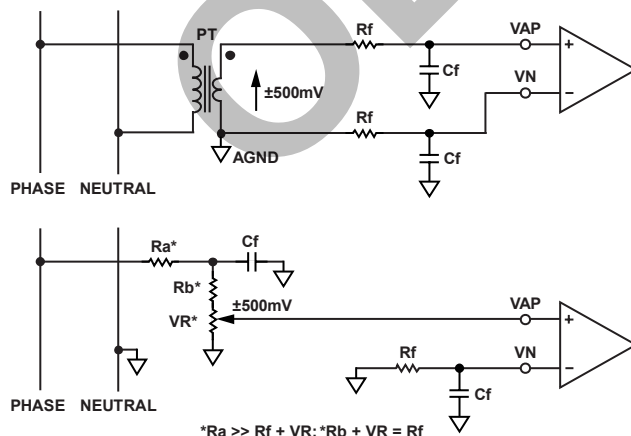 PT
Rf
VAP
Cf
±500mV
Rf
VN
AGND
Cf
PHASE NEUTRAL
Ra*
Cf
Rb*
±500mV
VR*
VAP
Rf
VN
Cf
PHASE NEUTRAL
*Ra >> Rf + VR; *Rb + VR = Rf